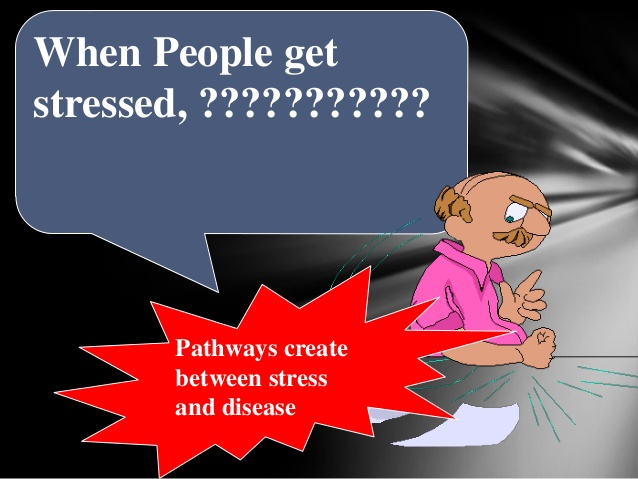 When People get
stressed, ???????????
Pathways create
between stress
and disease